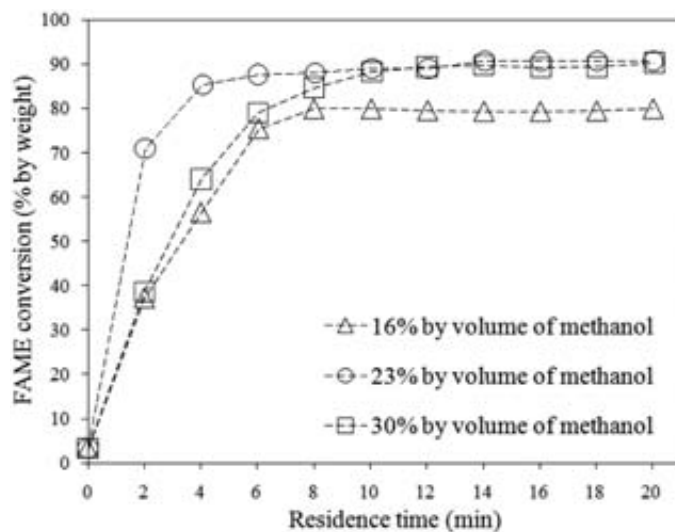 100
90
80
70
60
50
40
30
20
10
0
FAME conversion (% by weight)
16% by volume of methanol
23% by volume of methanol
30% by volume of methanol
0 2 4 6 8 10 12 14 16 18 20
Residence time (min)